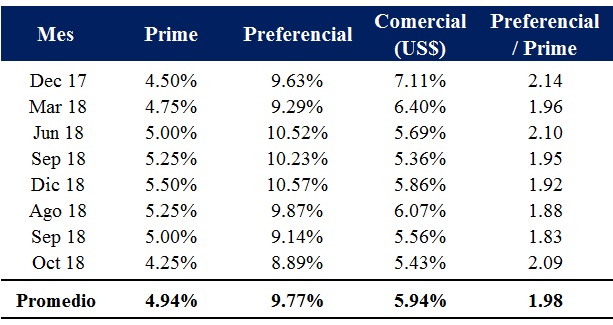 Mes Prime Preferencial Comercial (US$) Preferencial / Prime
Dec 17 4.50% 9.63% 7.11% 2.14
Mar 18 4.75% 9.29% 6.40% 1.96
Jun 18 5.00% 10.52% 5.69% 2.10
Sep 18 5.25% 10.23% 5.36% 1.95
Dic 18 5.50% 10.57% 5.86% 1.92
Ago 18 5.25% 9.87% 6.07% 1.88
Sep 18 5.00% 9.14% 5.56% 1.83
Oct 18 4.25% 8.89% 5.43% 2.09
Promedio 4.94% 9.77% 5.94% 1.98